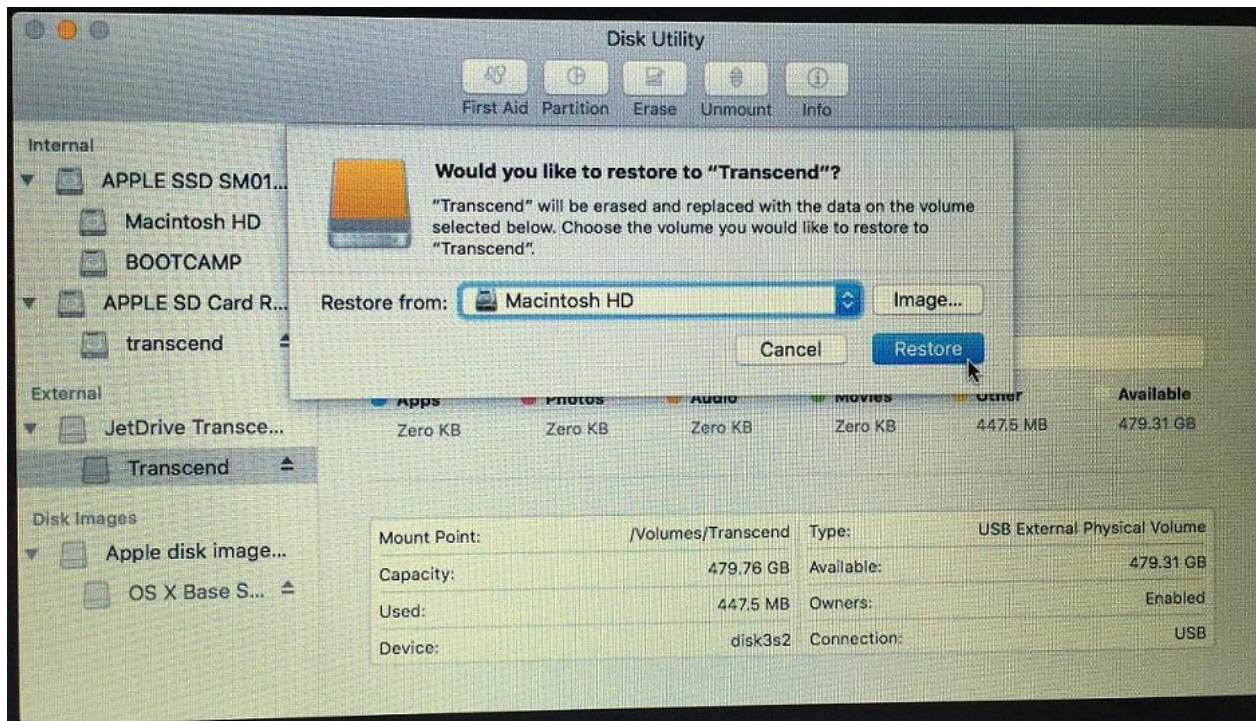 Disk Utility
First Aid Partition Erase Unmount Info
Internal
APPLE SSD SM01...
Macintosh HD
BOOTCAMP
APPLE SD Card R...
transcend
External
JetDrive Transce...
Transcend
Disk Images
Apple disk image...
OS X Base S...
Would you like to restore to “Transcend”?
“Transcend” will be erased and replaced with the data on the volume
selected below. Choose the volume you would like to restore to
“Transcend”.
Restore from: Macintosh HD Image...
Cancel Restore
Apps Photos Audio Movies Other Available
Zero KB Zero KB Zero KB Zero KB 447.5 MB 479.31 GB
Mount Point: /Volumes/Transcend Type: USB External Physical Volume
Capacity: 479.76 GB Available: 479.31 GB
Used: 447.5 MB Owners: Enabled
Device: disk3s2 Connection: USB